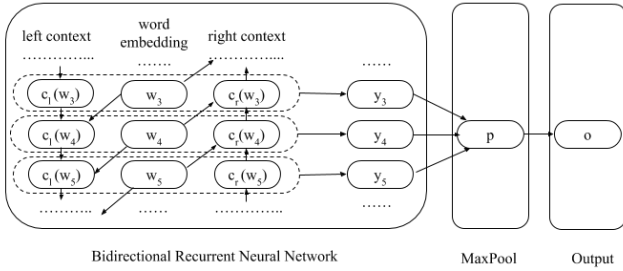 left context word embedding right context
………………. ……. ………………. ……
c_l(w_3) w_3 c_r(w_3) y_3
c_l(w_4) w_4 c_r(w_4) y_4 p o
c_l(w_5) w_5 c_r(w_5) y_5
………….. …… ………….. ……
Bidirectional Recurrent Neural Network MaxPool Output